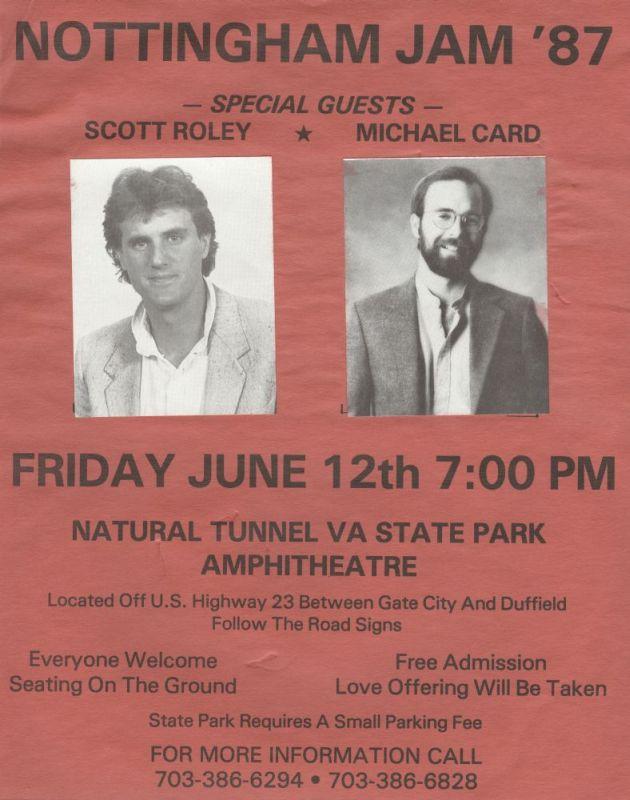 NOTTINGHAM JAM '87
— SPECIAL GUESTS —
SCOTT ROLEY ★ MICHAEL CARD
FRIDAY JUNE 12th 7:00 PM
NATURAL TUNNEL VA STATE PARK
AMPHITHEATRE
Located Off U.S. Highway 23 Between Gate City And Duffield
Follow The Road Signs
Everyone Welcome
Seating On The Ground
Free Admission
Love Offering Will Be Taken
State Park Requires A Small Parking Fee
FOR MORE INFORMATION CALL
703-386-6294 • 703-386-6828